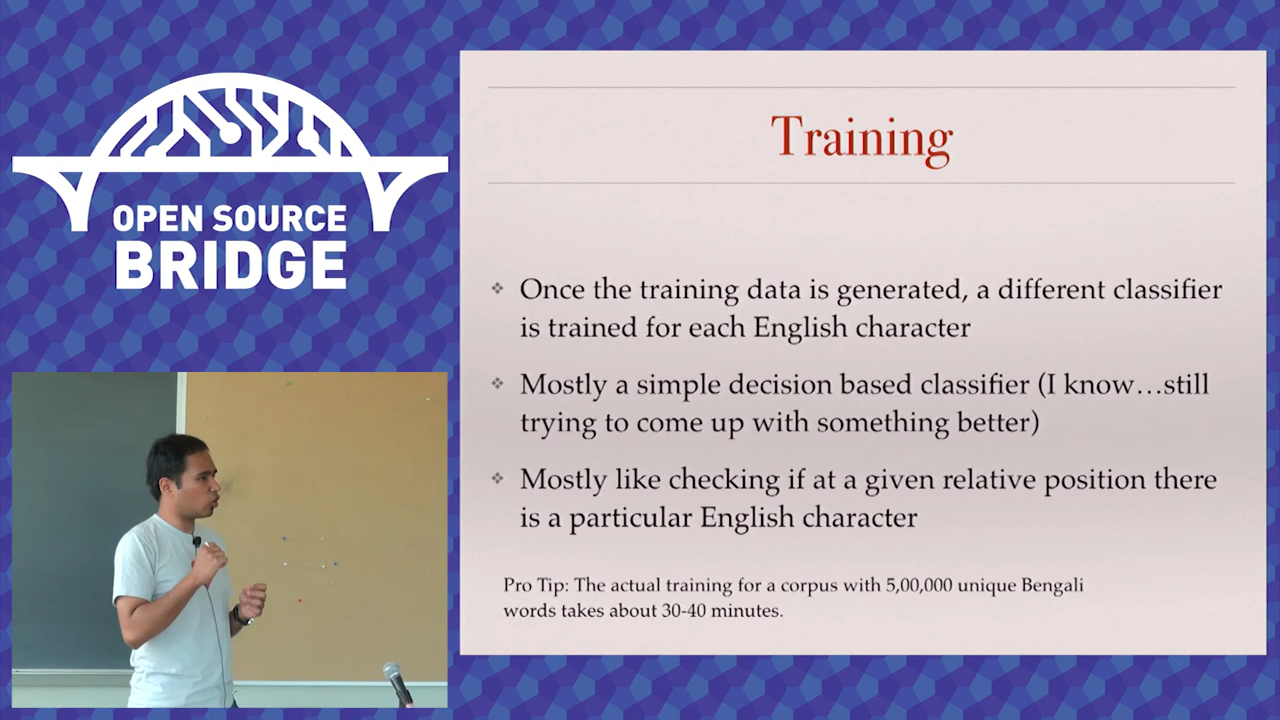 OPEN SOURCE
BRIDGE
Training
Once the training data is generated, a different classifier
is trained for each English character
Mostly a simple decision based classifier (I know…still
trying to come up with something better)
Mostly like checking if at a given relative position there
is a particular English character
Pro Tip: The actual training for a corpus with 5,00,000 unique Bengali
words takes about 30-40 minutes.